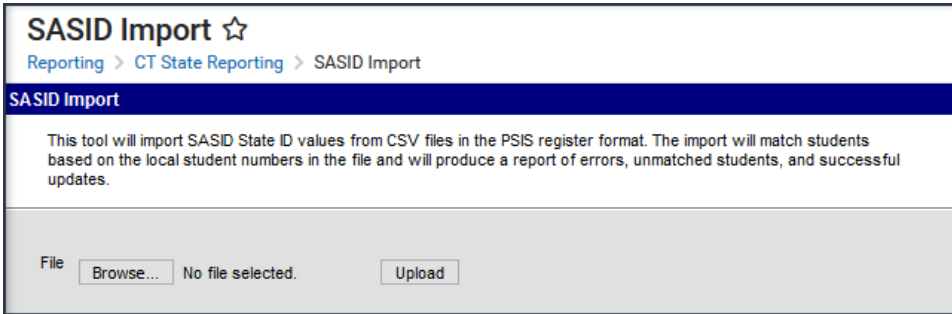 SASID Import ☆
Reporting > CT State Reporting > SASID Import
SASID Import
This tool will import SASID State ID values from CSV files in the PSIS register format. The import will match students
based on the local student numbers in the file and will produce a report of errors, unmatched students, and successful
updates.
File Browse... No file selected. Upload